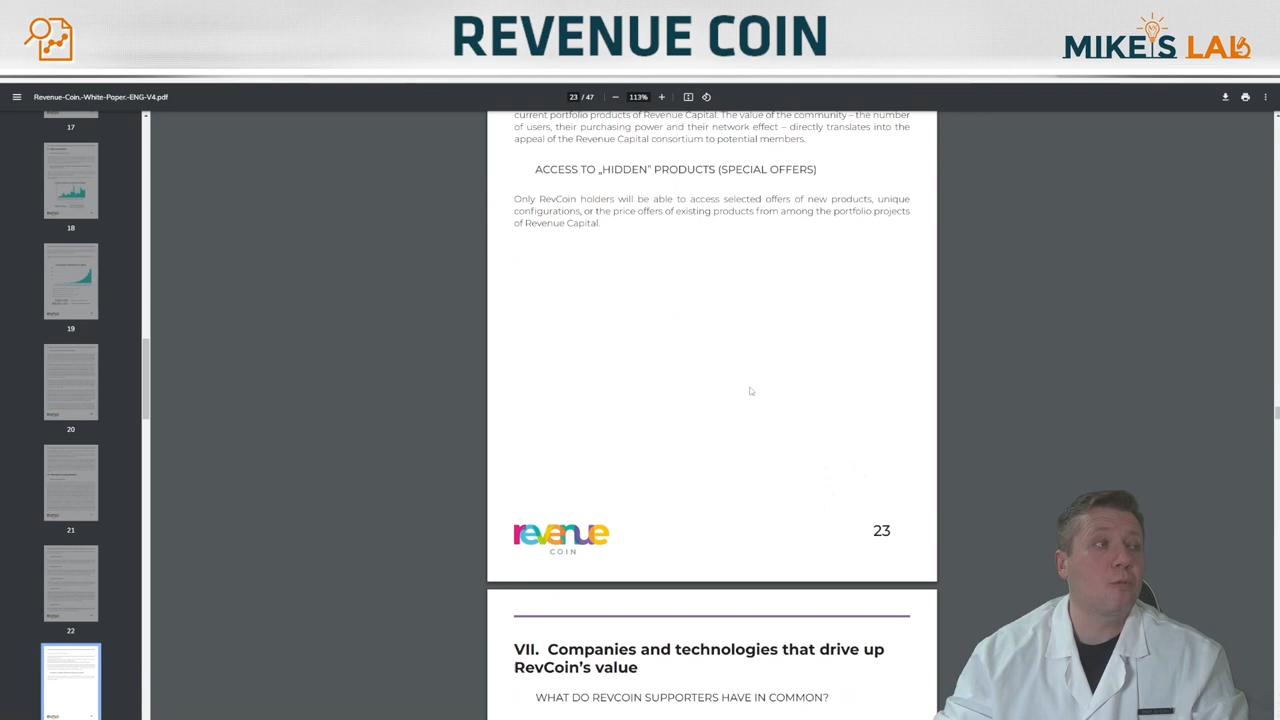 REVENUE COIN
MIKE'S LAB
Revenue-Coin.-White-Paper.-ENG-V4.pdf
23 / 47
113%
current portfolio products of Revenue Capital. The value of the community – the number
of users, their purchasing power and their network effect – directly translates into the
appeal of the Revenue Capital consortium to potential members.
ACCESS TO „HIDDEN" PRODUCTS (SPECIAL OFFERS)
Only RevCoin holders will be able to access selected offers of new products, unique
configurations, or the price offers of existing products from among the portfolio projects
of Revenue Capital.
revenue
COIN
23
VII. Companies and technologies that drive up
RevCoin's value
WHAT DO REVCOIN SUPPORTERS HAVE IN COMMON?
17
18
19
20
21
22